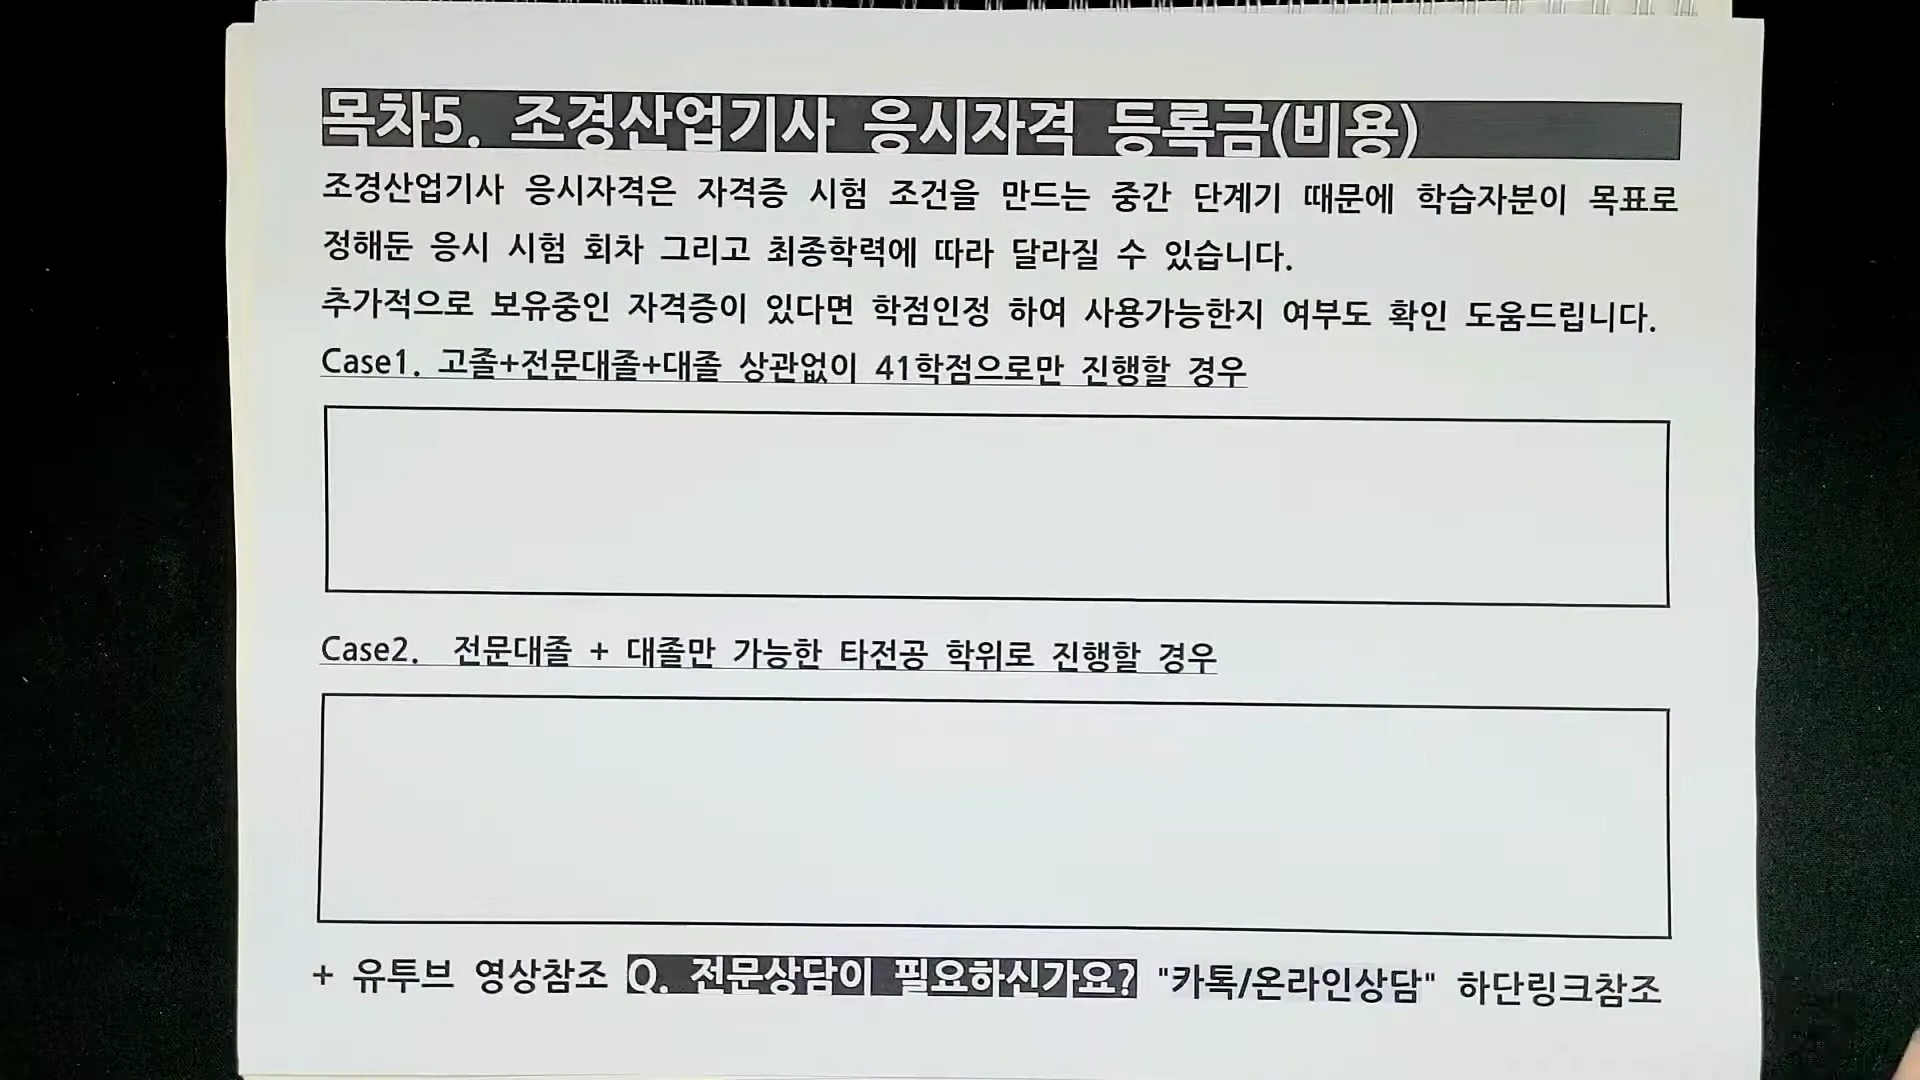 목차5. 조경산업기사 응시자격 등록금(비용)
조경산업기사 응시자격은 자격증 시험 조건을 만드는 중간 단계기 때문에 학습자분이 목표로
정해둔 응시 시험 회차 그리고 최종학력에 따라 달라질 수 있습니다.
추가적으로 보유중인 자격증이 있다면 학점인정 하여 사용가능한지 여부도 확인 도움드립니다.
Case1. 고졸+전문대졸+대졸 상관없이 41학점으로만 진행할 경우
Case2. 전문대졸 + 대졸만 가능한 타전공 학위로 진행할 경우
+ 유투브 영상참조 Q. 전문상담이 필요하신가요? "카톡/온라인상담" 하단링크참조